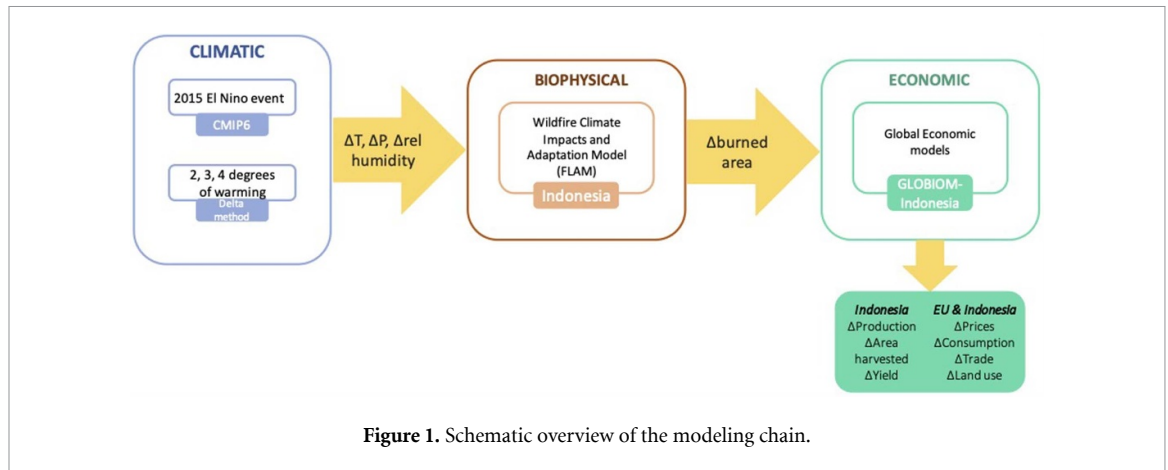 CLIMATIC
2015 El Nino event
CMIP6
2, 3, 4 degrees
of warming
Delta
method
ΔT, ΔP, Δrel
humidity
BIOPHYSICAL
Wildfire Climate
Impacts and
Adaptation Model
(FLAM)
Indonesia
Δburned
area
ECONOMIC
Global Economic
models
GLOBIOM-
Indonesia
Indonesia
ΔProduction
ΔArea
harvested
ΔYield
EU & Indonesia
ΔPrices
ΔConsumption
ΔTrade
ΔLand use
Figure 1. Schematic overview of the modeling chain.